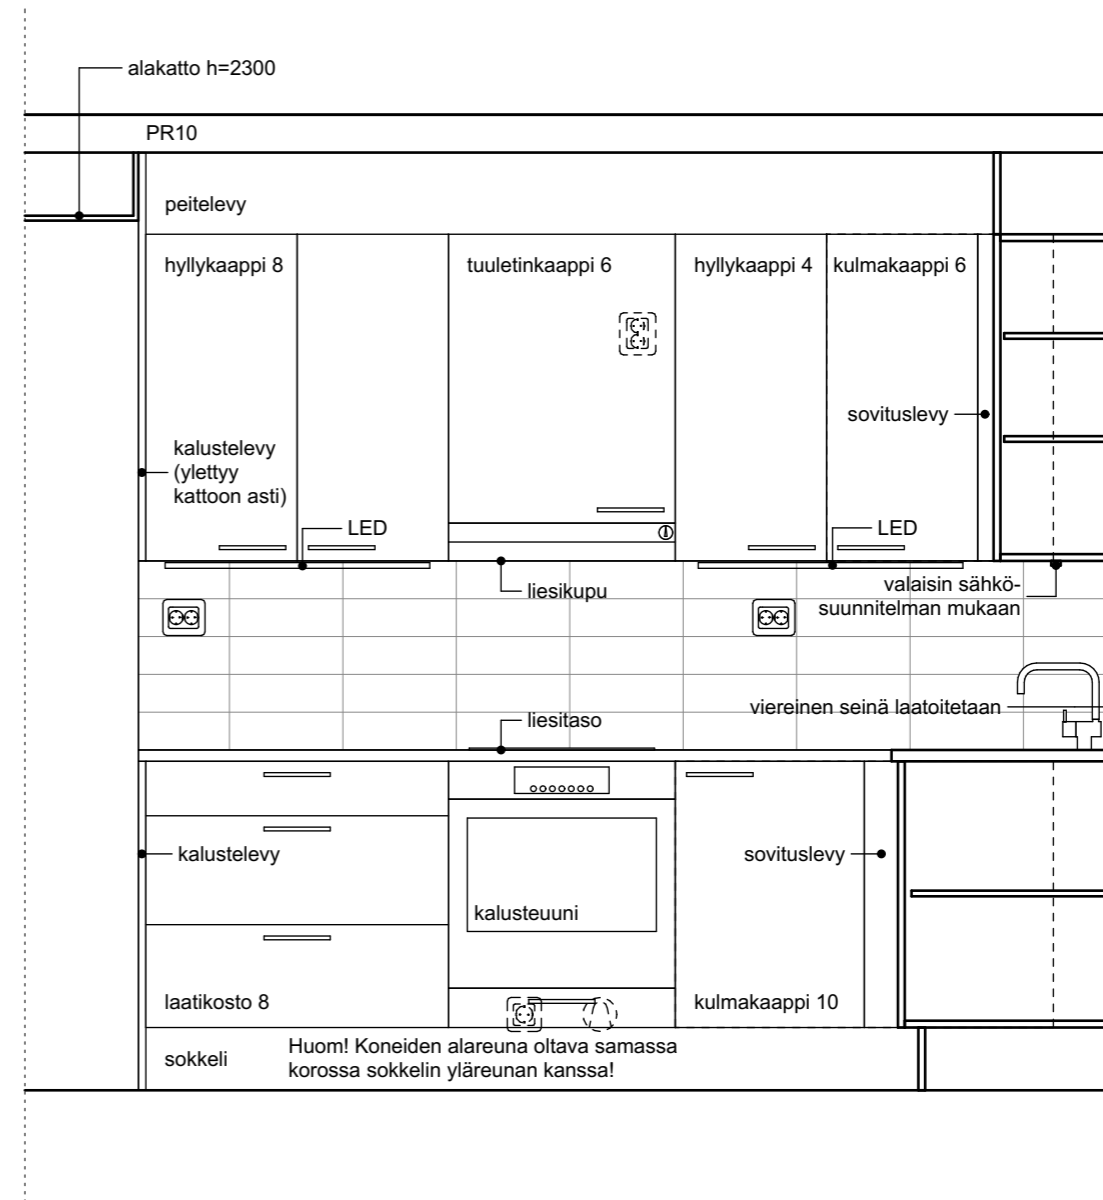 alakatto h=2300
PR10
peitelevy
hyllykaappi 8
tuuletinkaappi 6
hyllykaappi 4
kulmakaappi 6
sovituslevy
kalustelevy
(ylettyy
kattoon asti)
LED
LED
liesikupu
valaisin sähkö-
suunnitelman mukaan
viereinen seinä laatoitetaan
liesitaso
kalustelevy
sovituslevy
kalusteuuni
laatikosto 8
kulmakaappi 10
sokkeli
Huom! Koneiden alareuna oltava samassa
korossa sokkelin yläreunan kanssa!